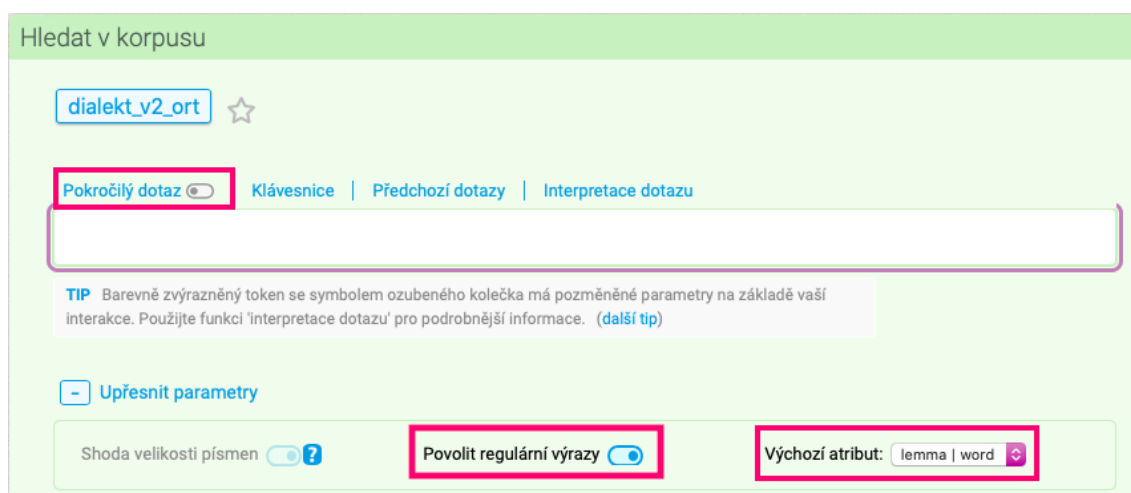 Hledat v korpusu
dialekt_v2_ort
Pokročilý dotaz Klávesnice | Předchozí dotazy | Interpretace dotazu
TIP Barevně zvýrazněný token se symbolem ozubeného kolečka má pozměněné parametry na základě vaší
interakce. Použijte funkci 'interpretace dotazu' pro podrobnější informace. (další tip)
- Upřesnit parametry
Shoda velikosti písmen ? Povolit regulární výrazy Výchozí atribut: lemma | word